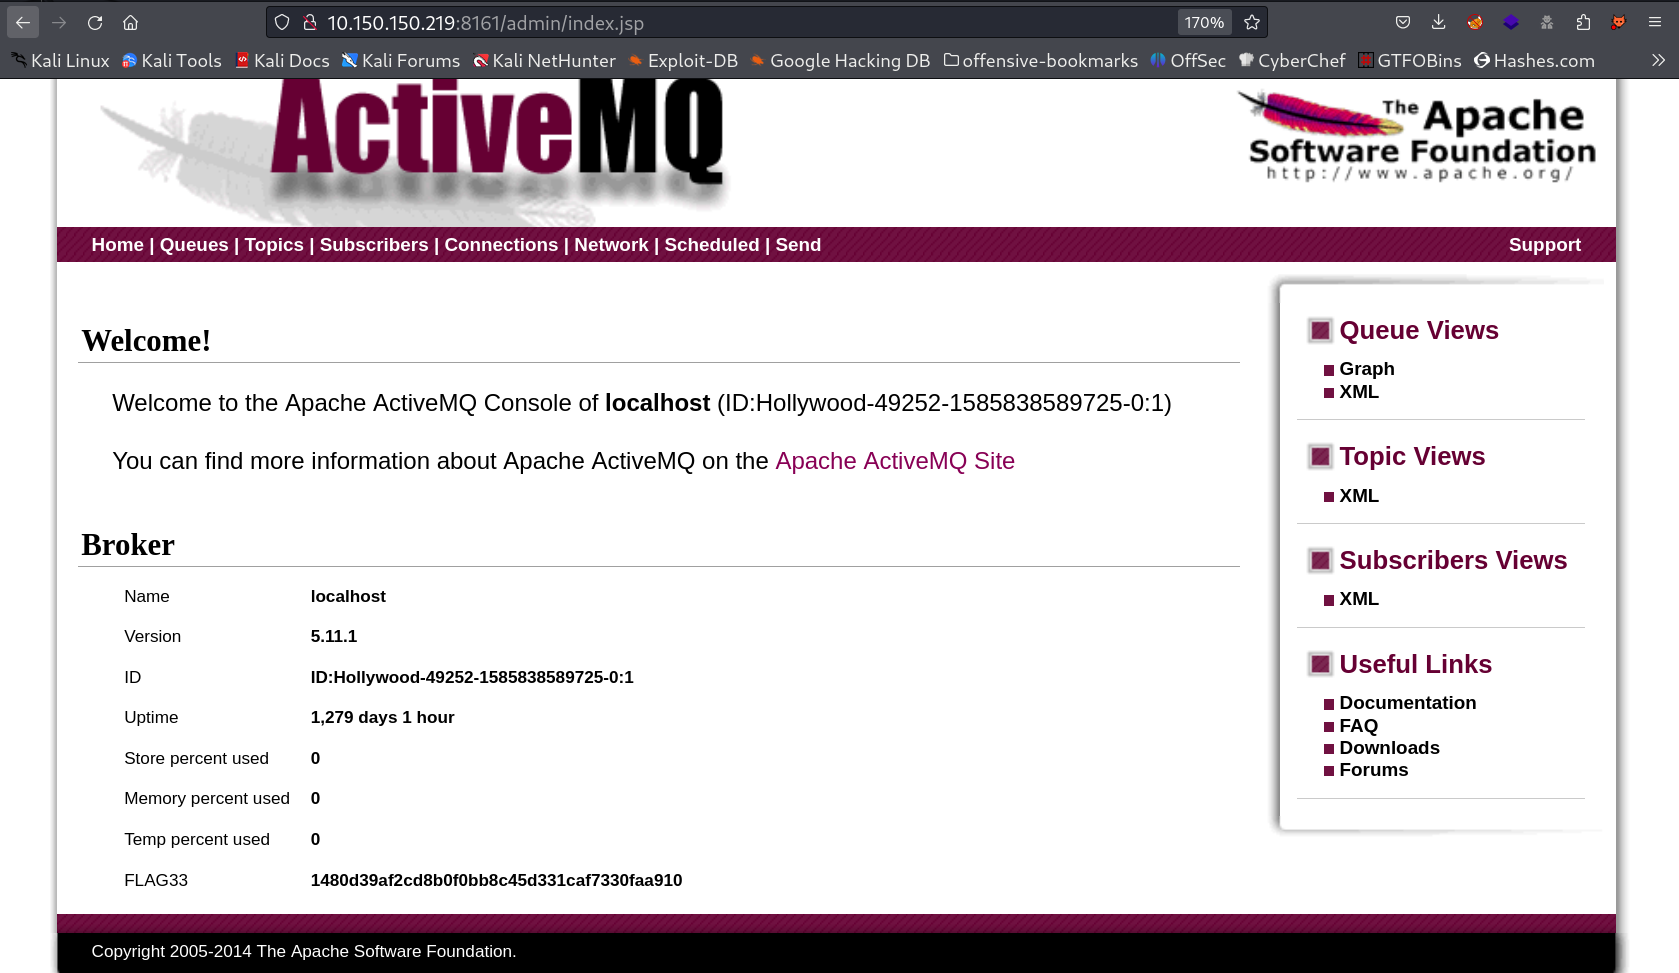 10.150.150.219:8161/admin/index.jsp 170%
Kali Linux Kali Tools Kali Docs Kali Forums Kali NetHunter Exploit-DB Google Hacking DB offensive-bookmarks OffSec CyberChef GTFOBins Hashes.com
ActiveMQ
The Apache
Software Foundation
http://www.apache.org/
Home | Queues | Topics | Subscribers | Connections | Network | Scheduled | Send
Support
Welcome!
Welcome to the Apache ActiveMQ Console of localhost (ID:Hollywood-49252-1585838589725-0:1)
You can find more information about Apache ActiveMQ on the Apache ActiveMQ Site
Broker
Name localhost
Version 5.11.1
ID ID:Hollywood-49252-1585838589725-0:1
Uptime 1,279 days 1 hour
Store percent used 0
Memory percent used 0
Temp percent used 0
FLAG33 1480d39af2cd8b0f0bb8c45d331caf7330faa910
Queue Views
Graph
XML
Topic Views
XML
Subscribers Views
XML
Useful Links
Documentation
FAQ
Downloads
Forums
Copyright 2005-2014 The Apache Software Foundation.